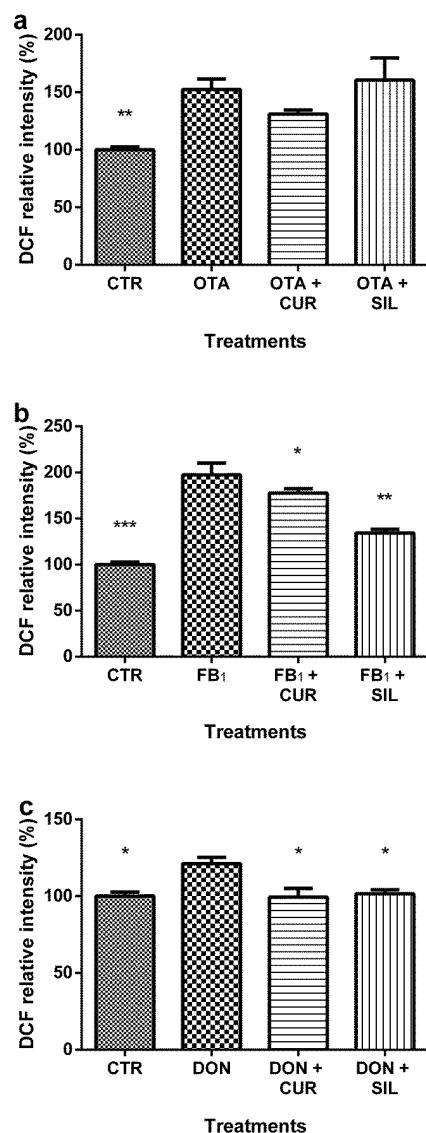 a
DCF relative intensity (%)
200
150
100
50
0
**
CTR
OTA
OTA +
CUR
OTA +
SIL
Treatments
b
DCF relative intensity (%)
250
200
150
100
50
0
***
*
**
CTR
FB₁
FB₁ +
CUR
FB₁ +
SIL
Treatments
c
DCF relative intensity (%)
150
100
50
0
*
*
*
CTR
DON
DON +
CUR
DON +
SIL
Treatments